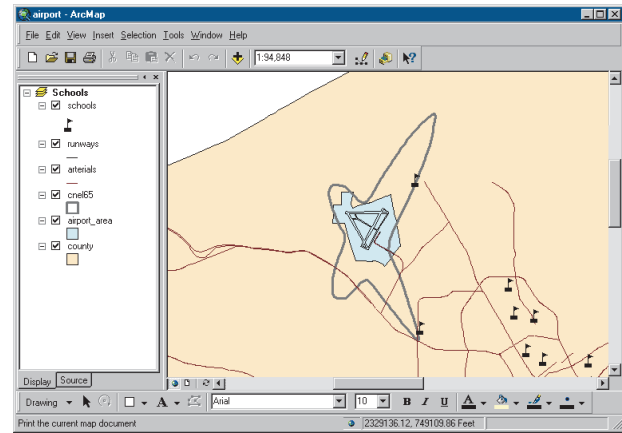 airport - ArcMap
File Edit View Insert Selection Tools Window Help
1:94,848
Schools
schools
runways
arterials
cnel65
airport_area
county
Display Source
Drawing A Arial 10 B I U A
Print the current map document 2329136.12, 749109.86 Feet